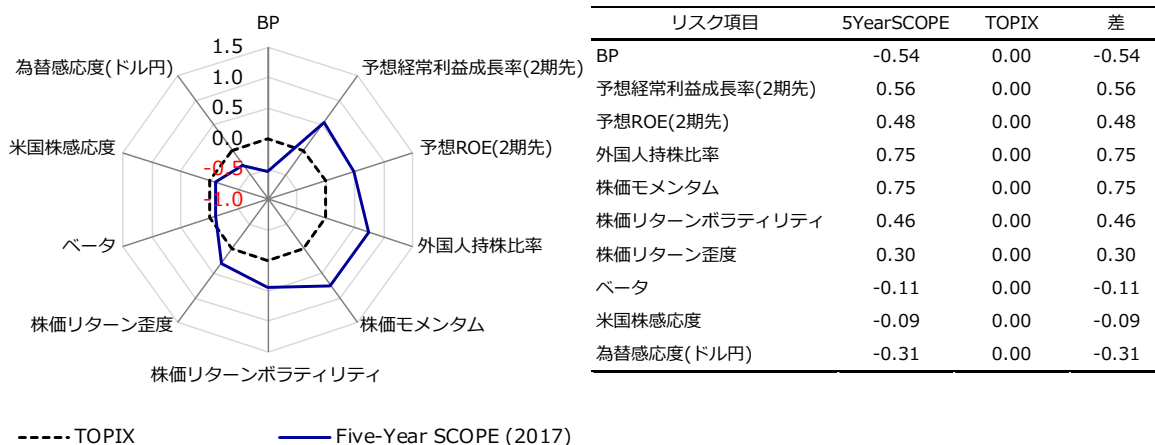 BP
1.5
1.0
0.5
0.0
-0.5
-1.0
予想経常利益成長率(2期先)
予想ROE(2期先)
外国人持株比率
株価モメンタム
株価リターンボラティリティ
株価リターン歪度
ベータ
米国株感応度
為替感応度(ドル円)
TOPIX
Five-Year SCOPE (2017)
リスク項目 5YearSCOPE TOPIX 差
BP -0.54 0.00 -0.54
予想経常利益成長率(2期先) 0.56 0.00 0.56
予想ROE(2期先) 0.48 0.00 0.48
外国人持株比率 0.75 0.00 0.75
株価モメンタム 0.75 0.00 0.75
株価リターンボラティリティ 0.46 0.00 0.46
株価リターン歪度 0.30 0.00 0.30
ベータ -0.11 0.00 -0.11
米国株感応度 -0.09 0.00 -0.09
為替感応度(ドル円) -0.31 0.00 -0.31